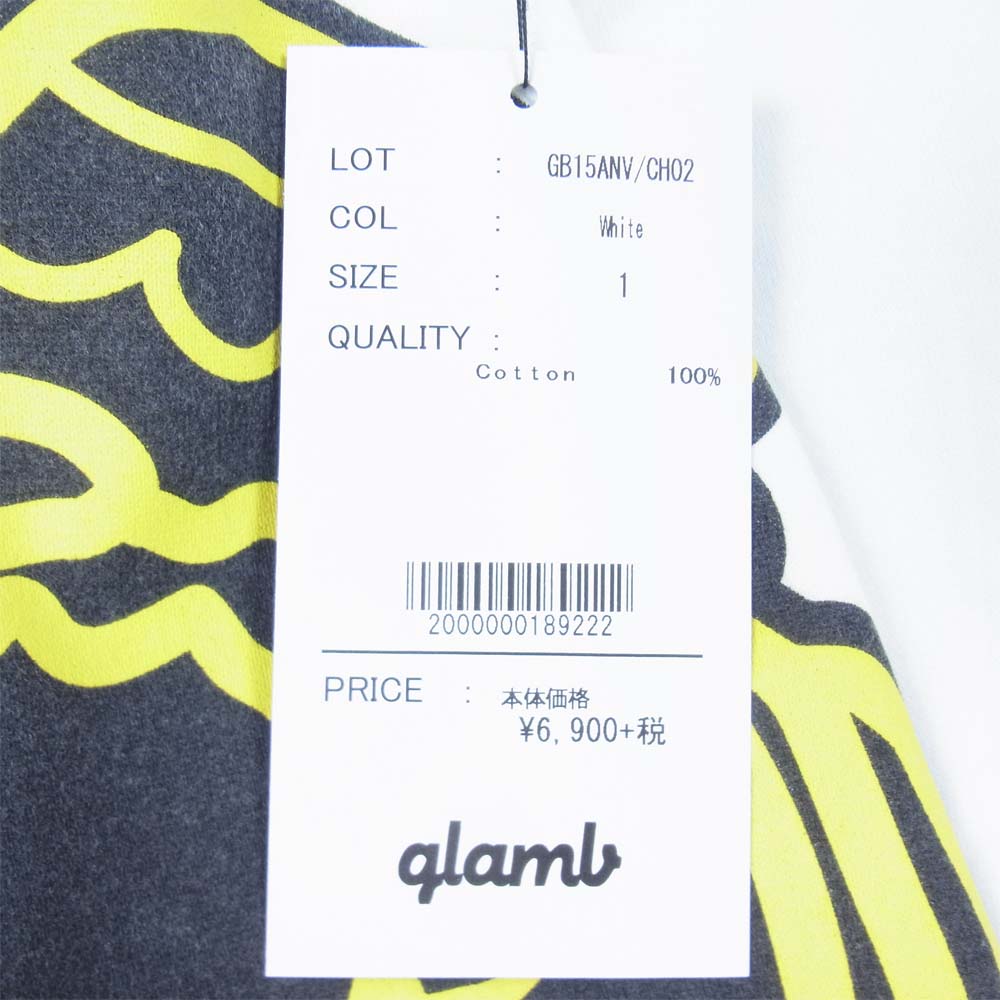 LOT : GB15ANV/CH02
COL : White
SIZE : 1
QUALITY :
Cotton 100%
2000000189222
PRICE : 本体価格
¥6,900+税
glamb